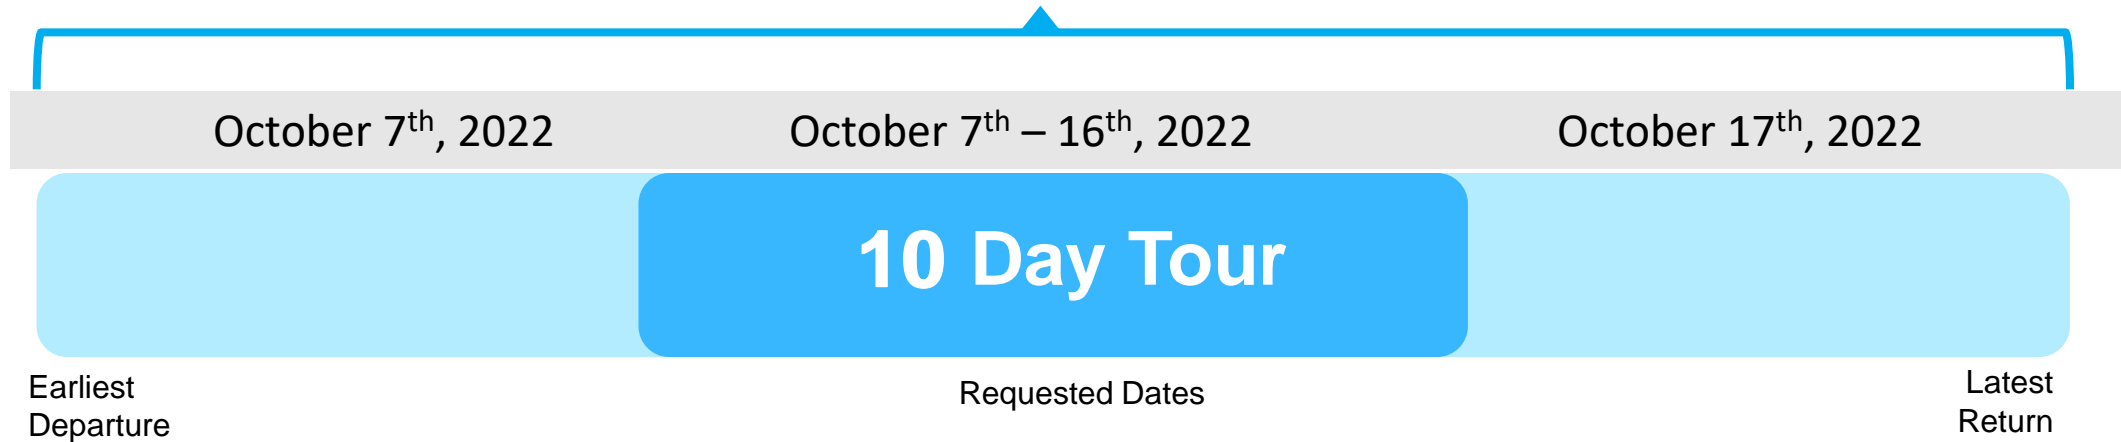 October 7th, 2022 October 7th – 16th, 2022 October 17th, 2022
10 Day Tour
Earliest
Departure
Requested Dates
Latest
Return